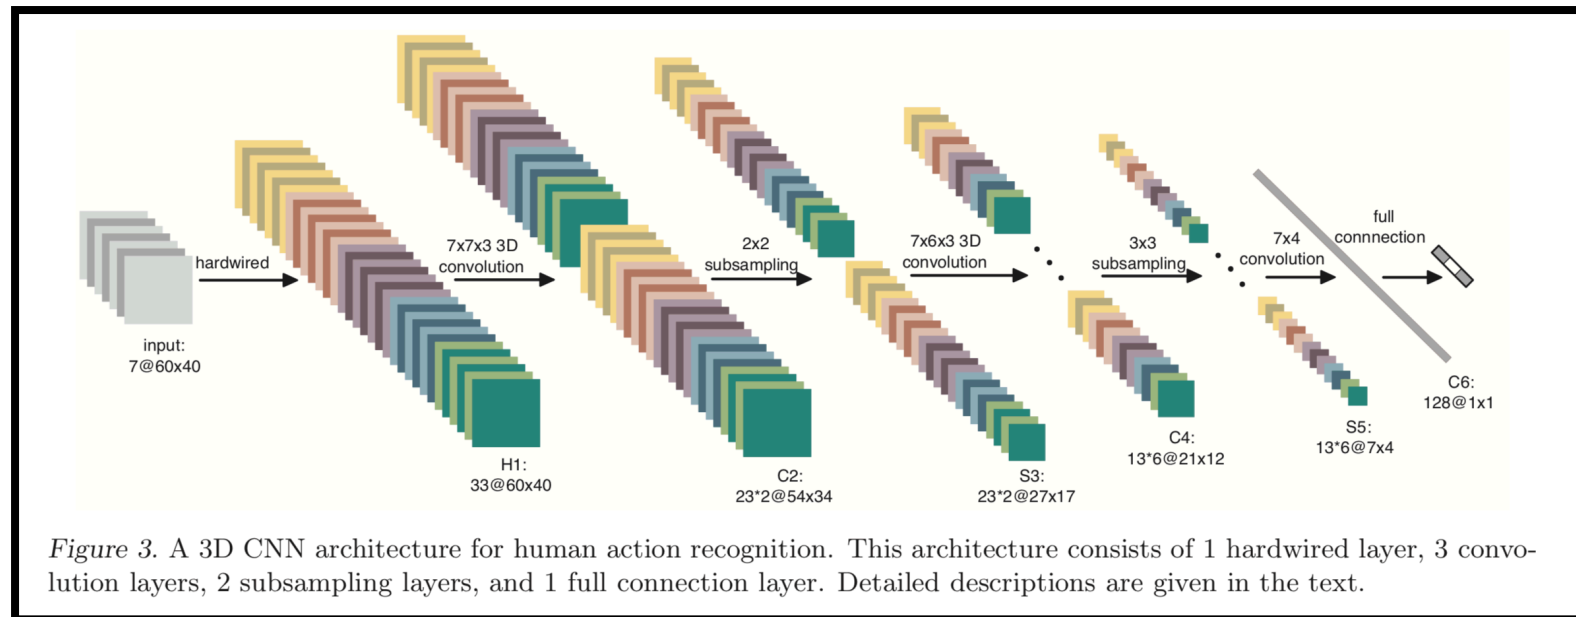 hardwired
7x7x3 3D
convolution
2x2
subsampling
7x6x3 3D
convolution
3x3
subsampling
7x4
convolution
full
connnection
input:
7@60x40
H1:
33@60x40
C2:
23*2@54x34
S3:
23*2@27x17
C4:
13*6@21x12
S5:
13*6@7x4
C6:
128@1x1
Figure 3. A 3D CNN architecture for human action recognition. This architecture consists of 1 hardwired layer, 3 convo-
lution layers, 2 subsampling layers, and 1 full connection layer. Detailed descriptions are given in the text.